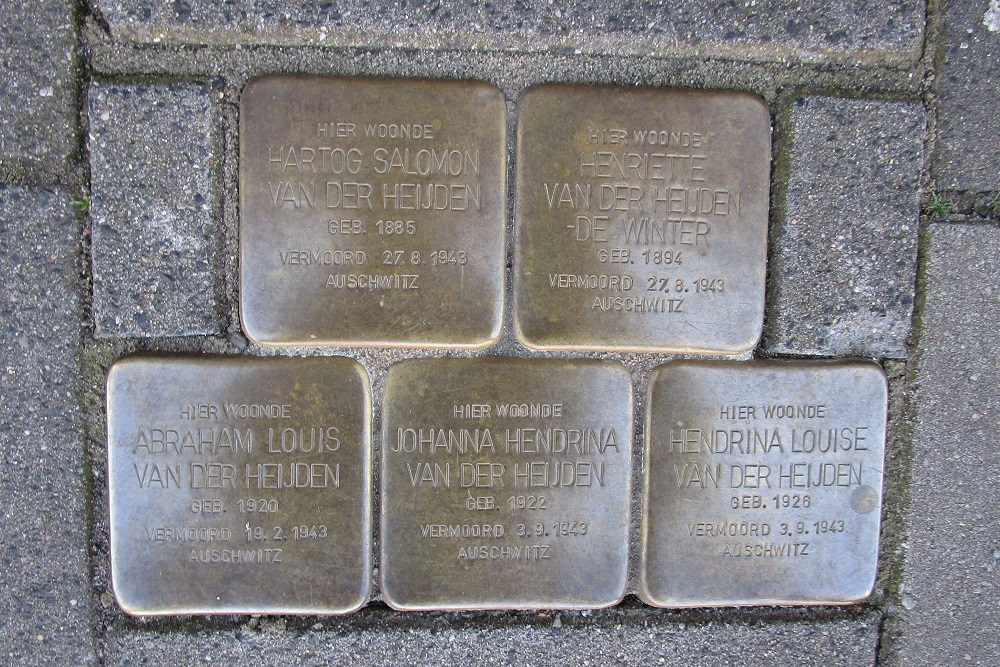 HIER WOONDE
HARTOG SALOMON
VAN DER HEIJDEN
GEB. 1885
VERMOORD 27.8.1943
AUSCHWITZ
HIER WOONDE
HENRIETTE
VAN DER HEIJDEN
-DE WINTER
GEB. 1894
VERMOORD 27.8.1943
AUSCHWITZ
HIER WOONDE
ABRAHAM LOUIS
VAN DER HEIJDEN
GEB. 1920
VERMOORD 19.2.1943
AUSCHWITZ
HIER WOONDE
JOHANNA HENDRINA
VAN DER HEIJDEN
GEB. 1922
VERMOORD 3.9.1943
AUSCHWITZ
HIER WOONDE
HENDRINA LOUISE
VAN DER HEIJDEN
GEB. 1926
VERMOORD 3.9.1943
AUSCHWITZ